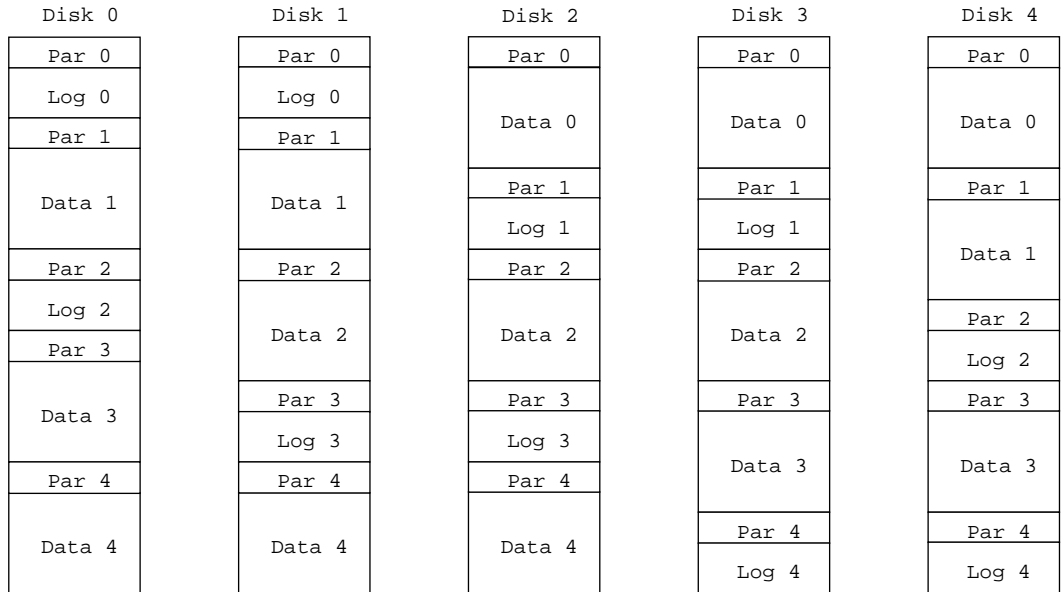 Disk 0
Disk 1
Disk 2
Disk 3
Disk 4
Par 0
Log 0
Par 1
Data 1
Par 2
Log 2
Par 3
Data 3
Par 4
Data 4
Par 0
Log 0
Par 1
Data 1
Par 2
Data 2
Par 3
Log 3
Par 4
Data 4
Par 0
Data 0
Par 1
Log 1
Par 2
Data 2
Par 3
Log 3
Par 4
Data 4
Par 0
Data 0
Par 1
Log 1
Par 2
Data 2
Par 3
Data 3
Par 4
Log 4
Par 0
Data 0
Par 1
Data 1
Par 2
Log 2
Par 3
Data 3
Par 4
Log 4